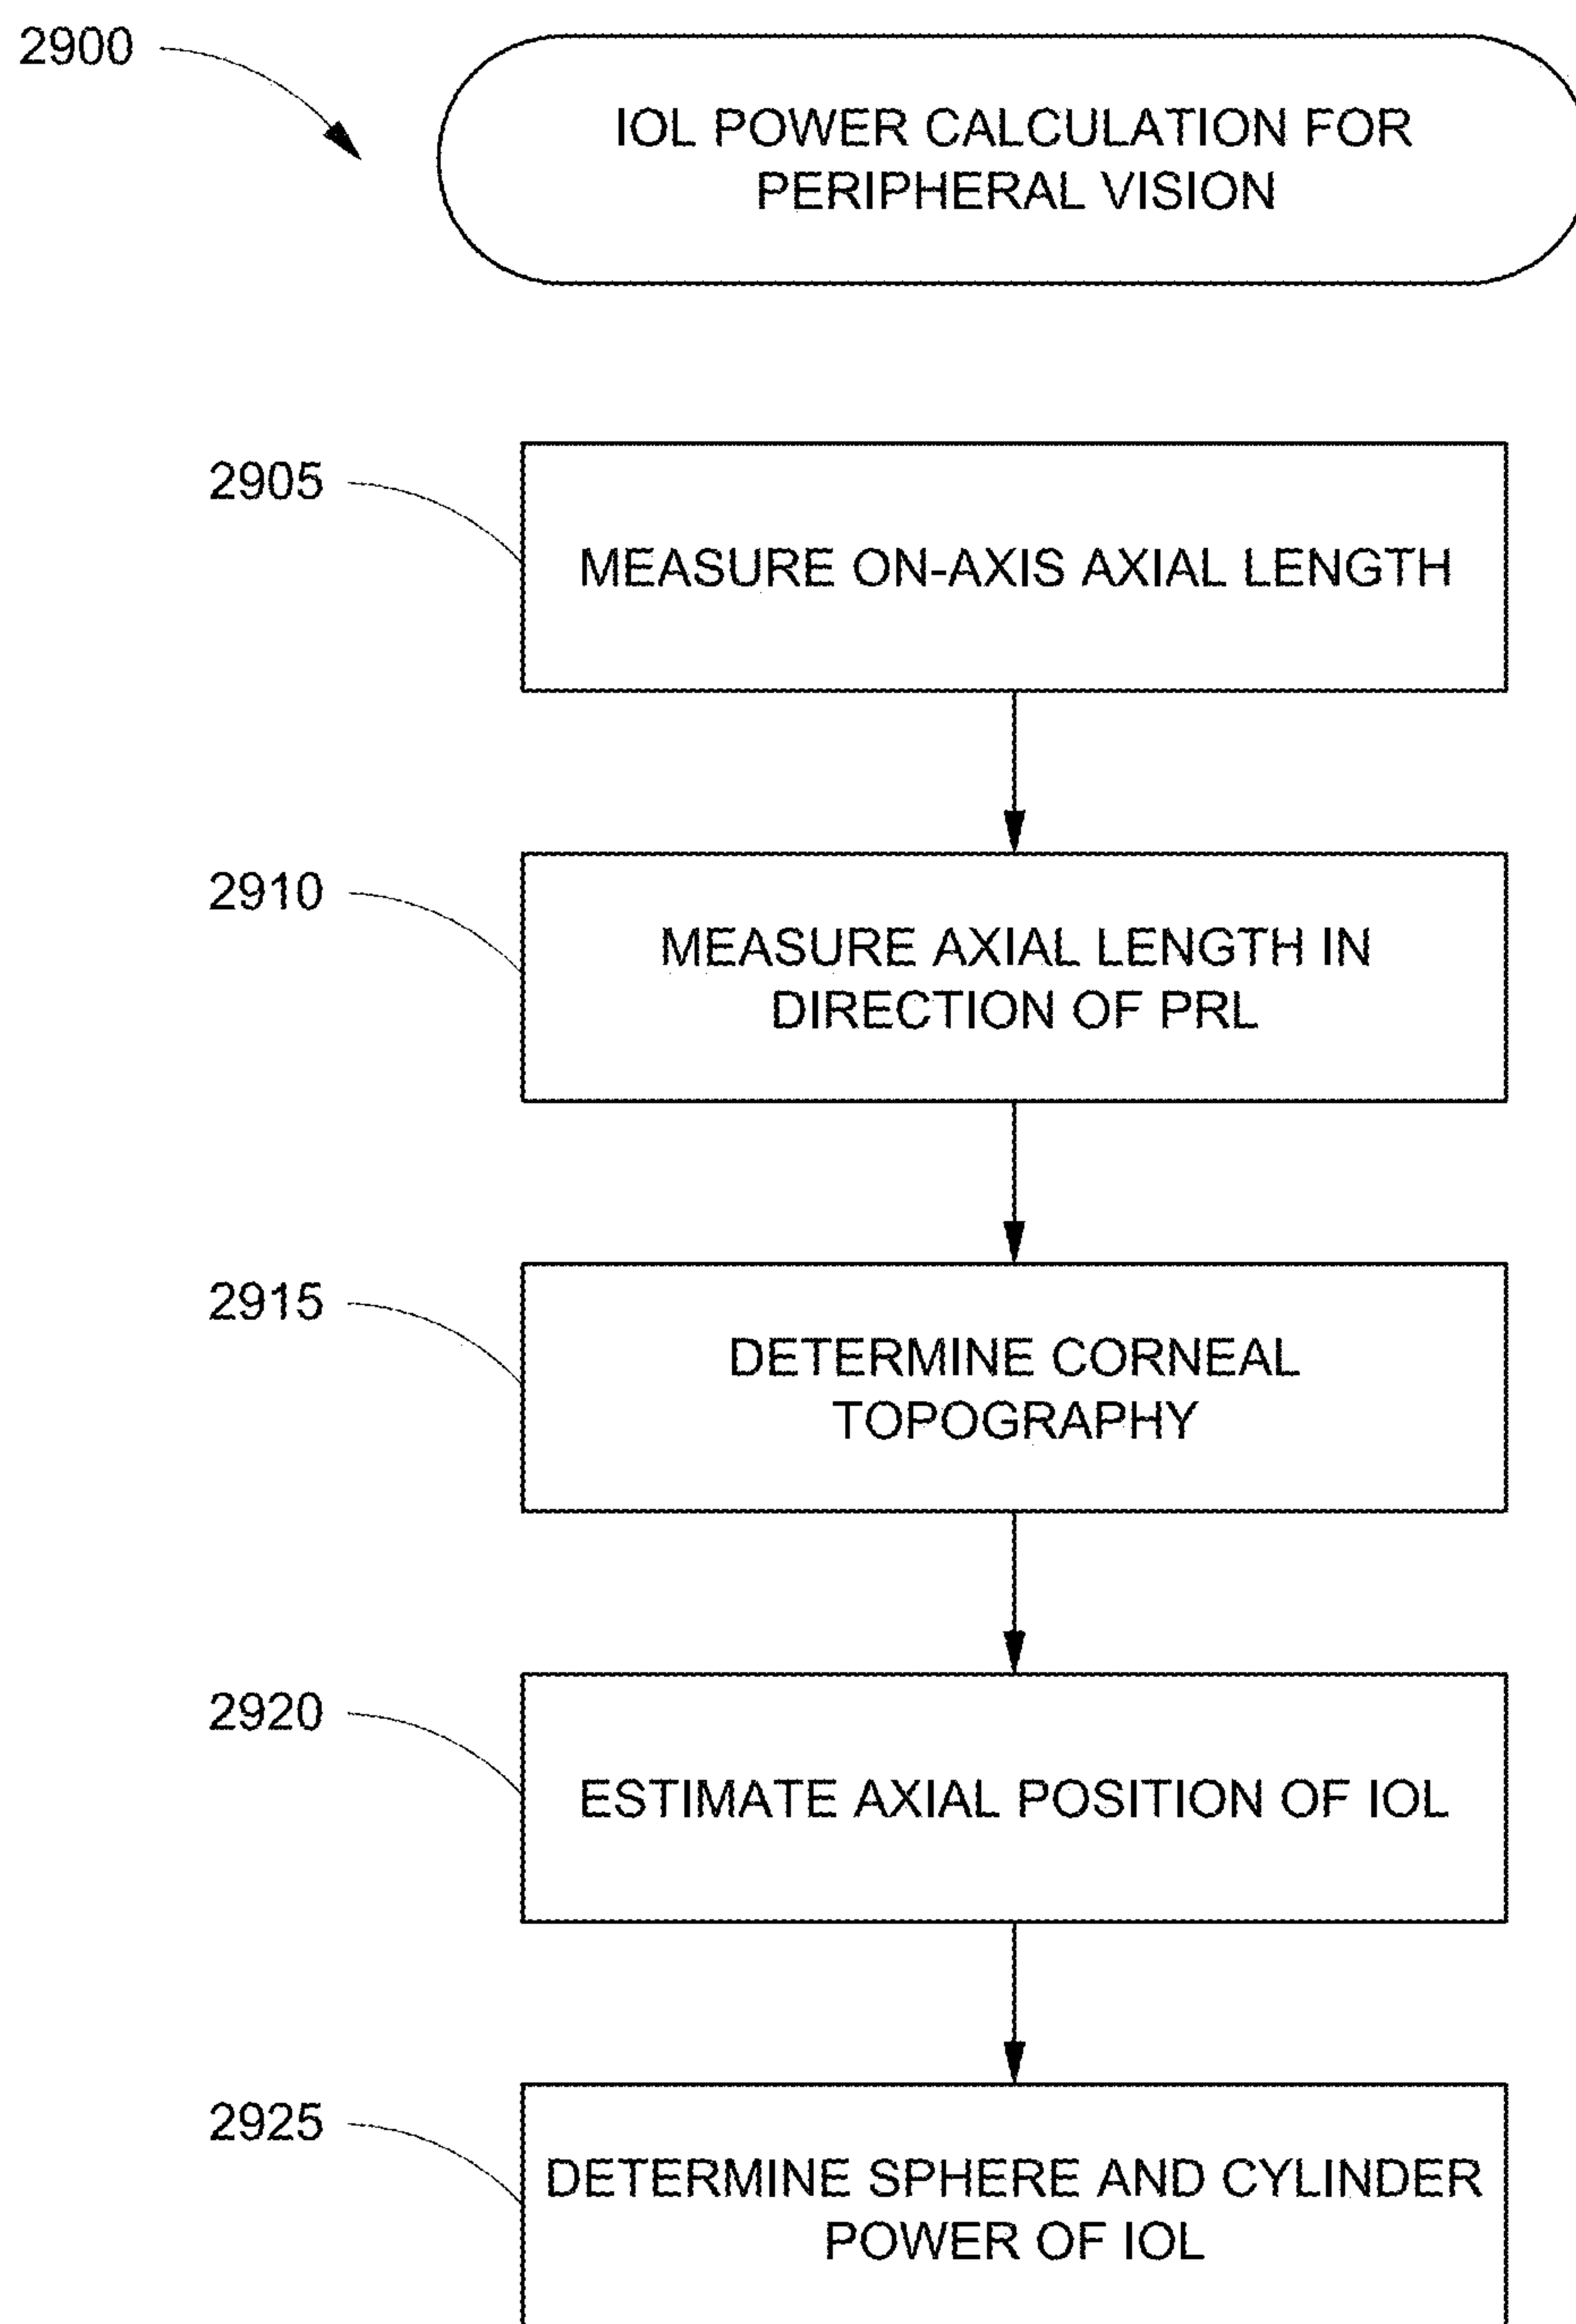 2900
IOL POWER CALCULATION FOR
PERIPHERAL VISION
2905
MEASURE ON-AXIS AXIAL LENGTH
2910
MEASURE AXIAL LENGTH IN
DIRECTION OF PRL
2915
DETERMINE CORNEAL
TOPOGRAPHY
2920
ESTIMATE AXIAL POSITION OF IOL
2925
DETERMINE SPHERE AND CYLINDER
POWER OF IOL